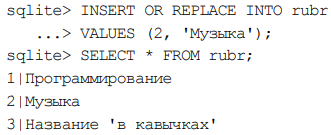 sqlite> INSERT OR REPLACE INTO rubr
...> VALUES (2, 'Музыка');
sqlite> SELECT * FROM rubr;
1|Программирование
2|Музыка
3|Название 'в кавычках'